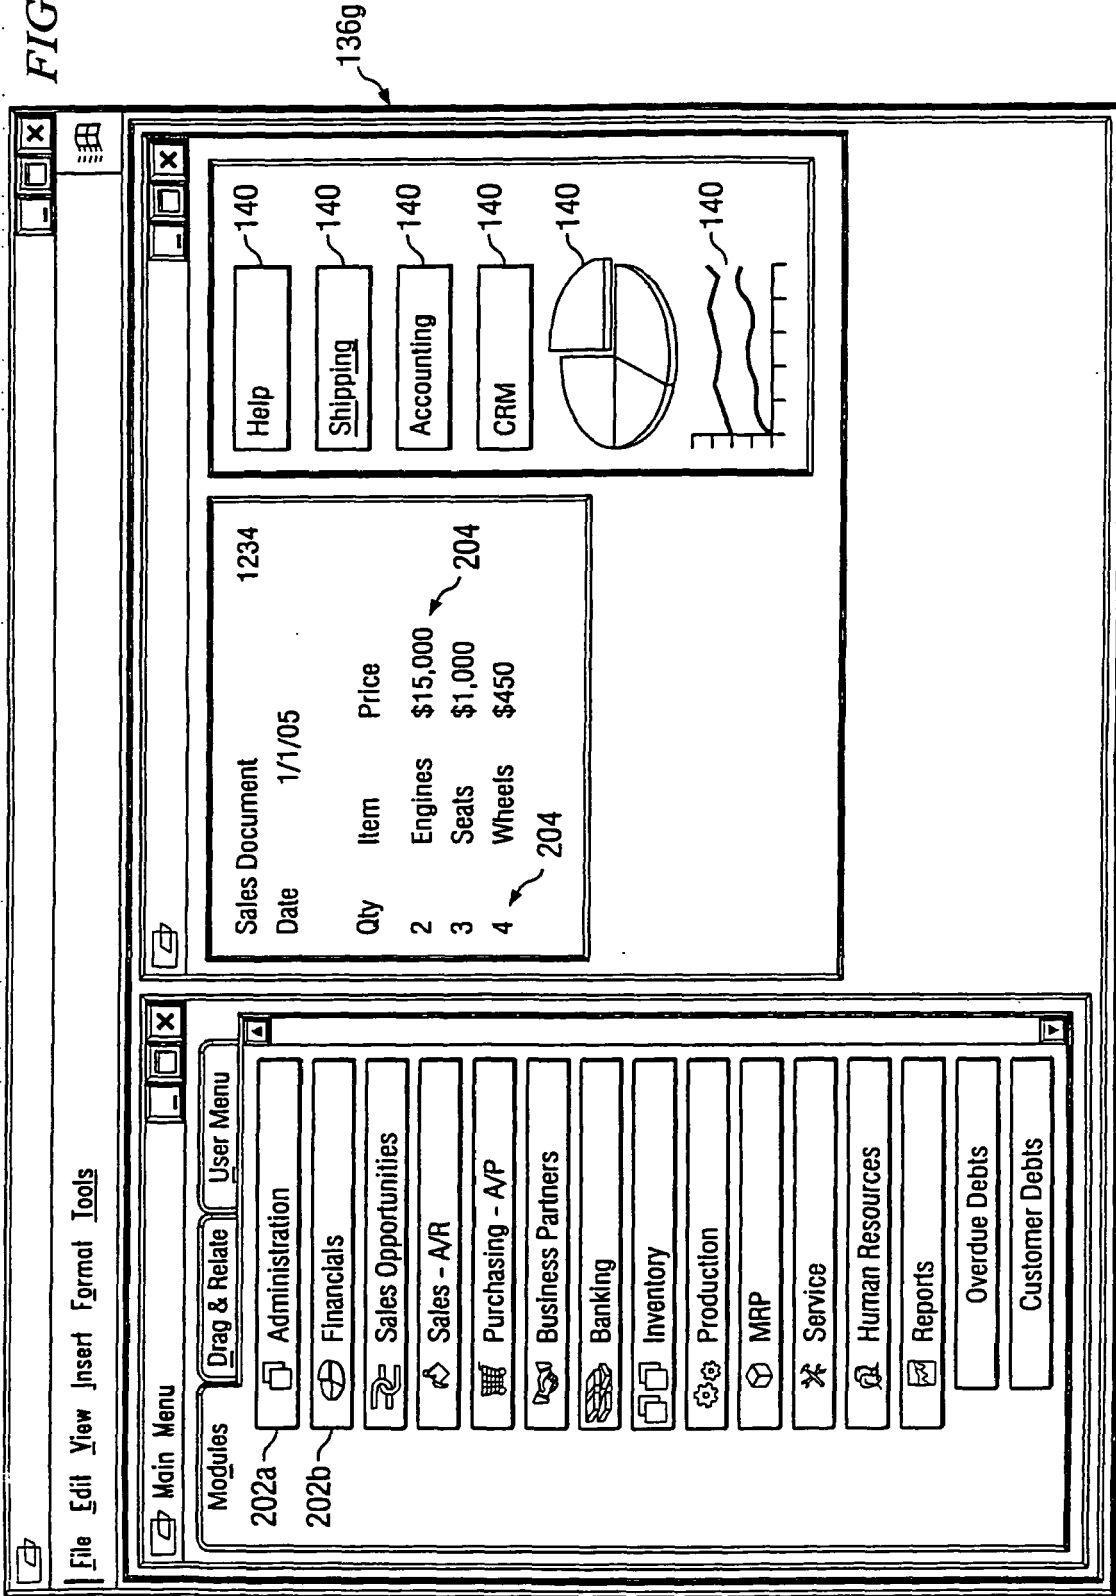 FIG
136g
File Edit View Insert Format Tools
Main Menu
Modules Drag & Relate User Menu
202a Administration
202b Financials
Sales Opportunities
Sales - A/R
Purchasing - A/P
Business Partners
Banking
Inventory
Production
MRP
Service
Human Resources
Reports
Overdue Debts
Customer Debts
Sales Document 1234
Date 1/1/05
Qty Item Price
2 Engines $15,000
3 Seats $1,000
4 Wheels $450
204
204
Help 140
Shipping 140
Accounting 140
CRM 140
140
140